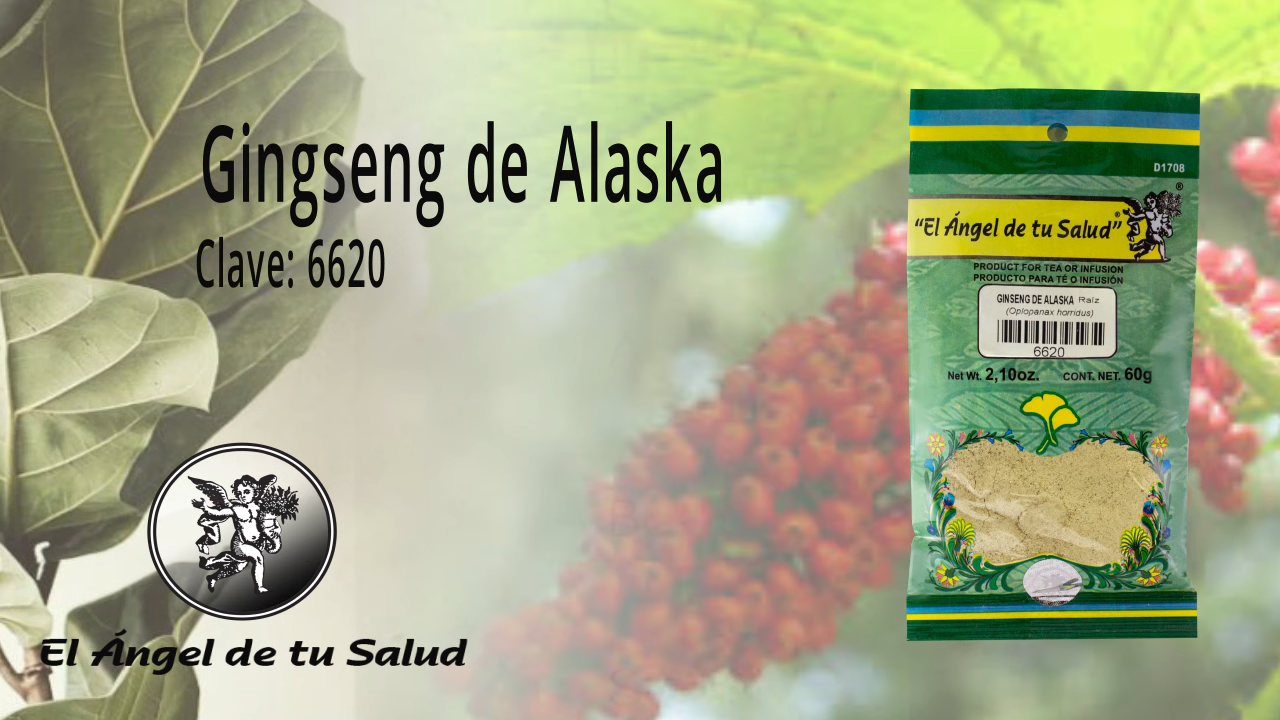 Gingseng de Alaska
Clave: 6620
El Ángel de tu Salud
D1708
®
“El Ángel de tu Salud”®
PRODUCT FOR TEA OR INFUSION
PRODUCTO PARA TÉ O INFUSIÓN
GINSENG DE ALASKA Raíz
(Oplopanax horridus)
6620
Net Wt. 2,10oz. CONT. NET. 60g